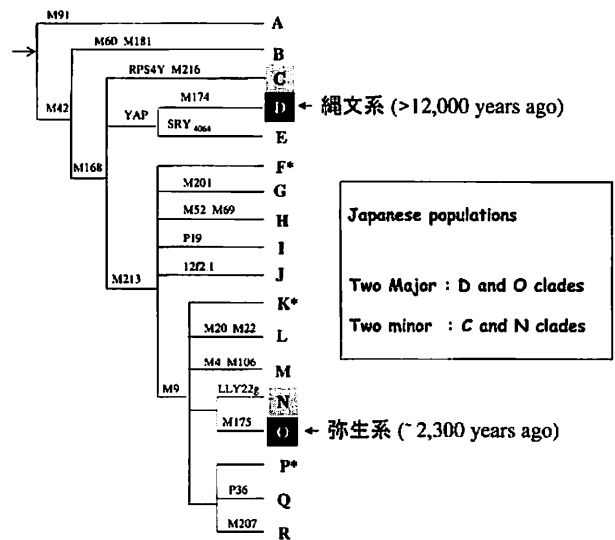 M91
A
M60 M181
B
RPS4Y M216
C
M42
M174
D ← 縄文系 (>12,000 years ago)
YAP
SRY 4064
E
M168
F*
M201
G
M52 M69
H
P19
I
12f2.1
J
M213
K*
M20 M22
L
M4 M106
M
M9
LLY22g
N
M175
O ← 弥生系 (~ 2,300 years ago)
P*
P36
Q
M207
R
Japanese populations
Two Major : D and O clades
Two minor : C and N clades